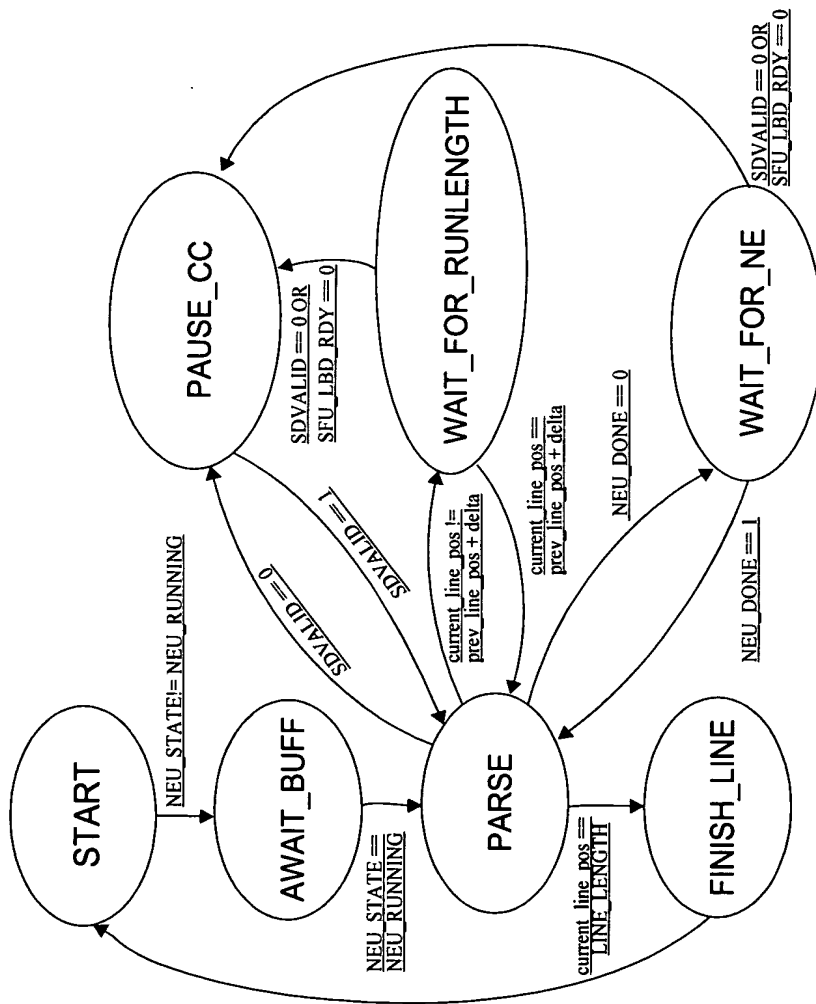 START
NEU_STATE!= NEU_RUNNING
AWAIT_BUFF
NEU_STATE ==
NEU_RUNNING
PARSE
current_line_pos ==
LINE_LENGTH
FINISH_LINE
SDVALID == 0
SDVALID == 1
PAUSE_CC
SDVALID == 0 OR
SFU_LBD_RDY == 0
current_line_pos !=
prev_line_pos + delta
WAIT_FOR_RUNLENGTH
current_line_pos ==
prev_line_pos + delta
NEU_DONE == 0
NEU_DONE == 1
WAIT_FOR_NE
SDVALID == 0 OR
SFU_LBD_RDY == 0